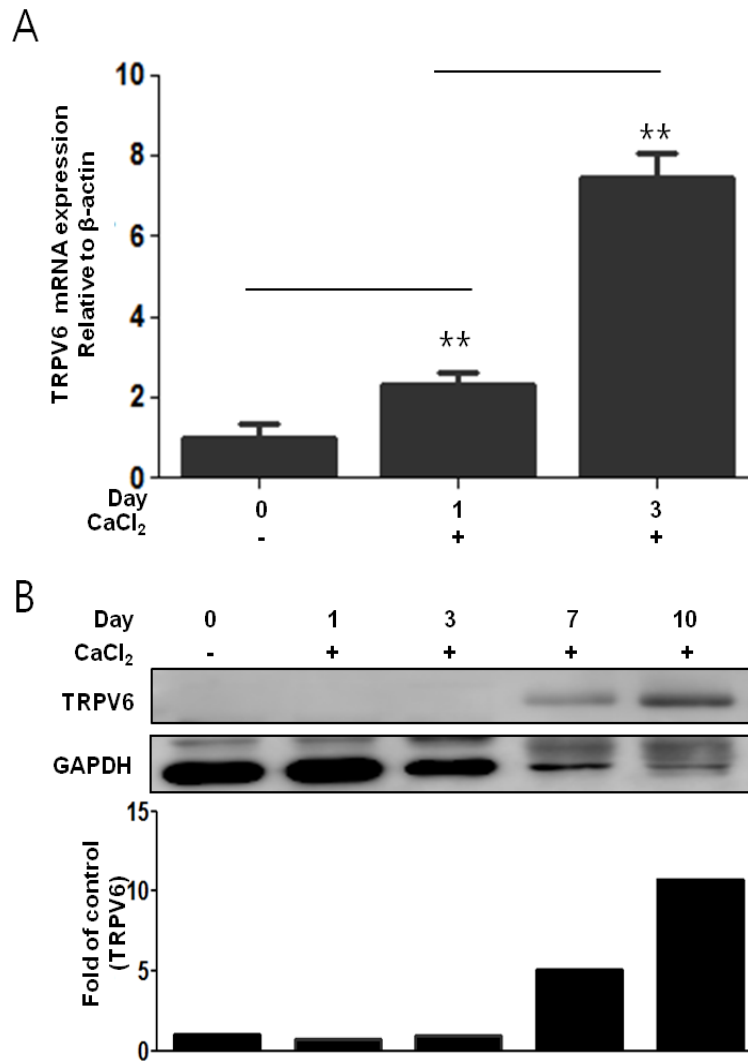 A
TRPV6 mRNA expression
Relative to β-actin
10
8
6
4
2
0
**
**
Day 0 1 3
CaCl₂ - + +
B
Day 0 1 3 7 10
CaCl₂ - + + + +
TRPV6
GAPDH
Fold of control
(TRPV6)
15
10
5
0